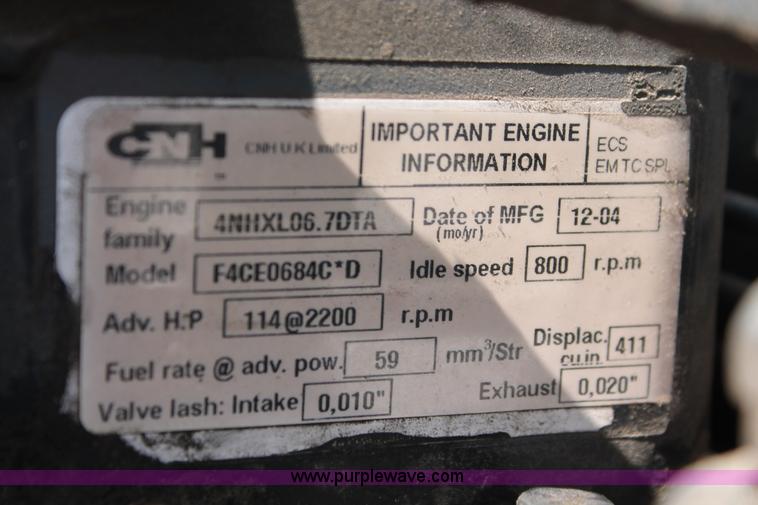 CNH CNH U K Limited
IMPORTANT ENGINE
INFORMATION
ECS
EM TC SPL
Engine family 4NHXL06.7DTA Date of MFG (mo/yr) 12-04
Model F4CE0684C*D Idle speed 800 r.p.m
Adv. H.P 114@2200 r.p.m
Fuel rate @ adv. pow. 59 mm³/Str Displac. cu.in. 411
Valve lash: Intake 0,010" Exhaust 0,020"
www.purplewave.com